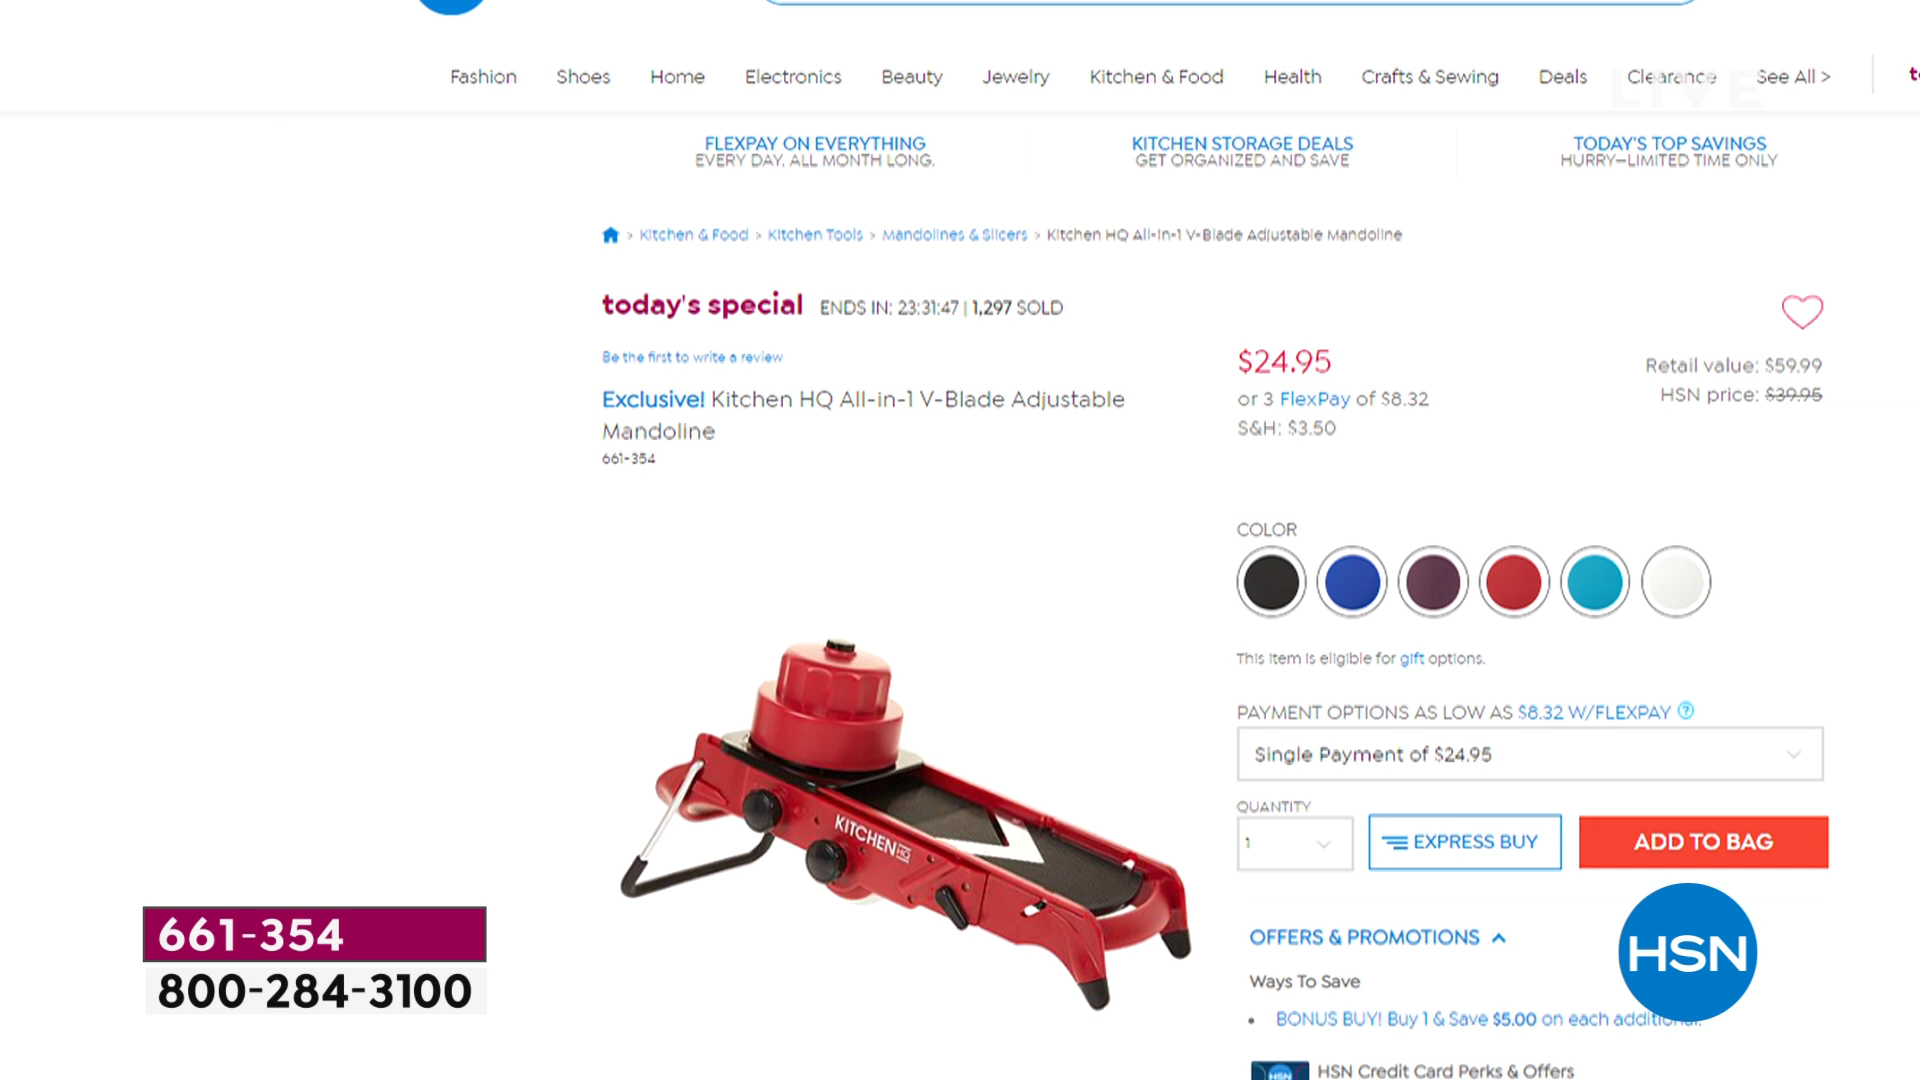 Fashion Shoes Home Electronics Beauty Jewelry Kitchen & Food Health Crafts & Sewing Deals Clearance See All >
LIVE
FLEXPAY ON EVERYTHING
EVERY DAY. ALL MONTH LONG.
KITCHEN STORAGE DEALS
GET ORGANIZED AND SAVE
TODAY'S TOP SAVINGS
HURRY—LIMITED TIME ONLY
> Kitchen & Food > Kitchen Tools > Mandolines & Slicers > Kitchen HQ All-in-1 V-Blade Adjustable Mandoline
today's special ENDS IN: 23:31:47 | 1,297 SOLD
Be the first to write a review
Exclusive! Kitchen HQ All-in-1 V-Blade Adjustable
Mandoline
661-354
$24.95
or 3 FlexPay of $8.32
S&H: $3.50
Retail value: $59.99
HSN price: $39.95
COLOR
This item is eligible for gift options.
PAYMENT OPTIONS AS LOW AS $8.32 W/FLEXPAY ?
Single Payment of $24.95
QUANTITY
1
EXPRESS BUY
ADD TO BAG
KITCHEN HQ
OFFERS & PROMOTIONS
Ways To Save
• BONUS BUY! Buy 1 & Save $5.00 on each additional.
HSN Credit Card Perks & Offers
HSN
HSN
661-354
800-284-3100